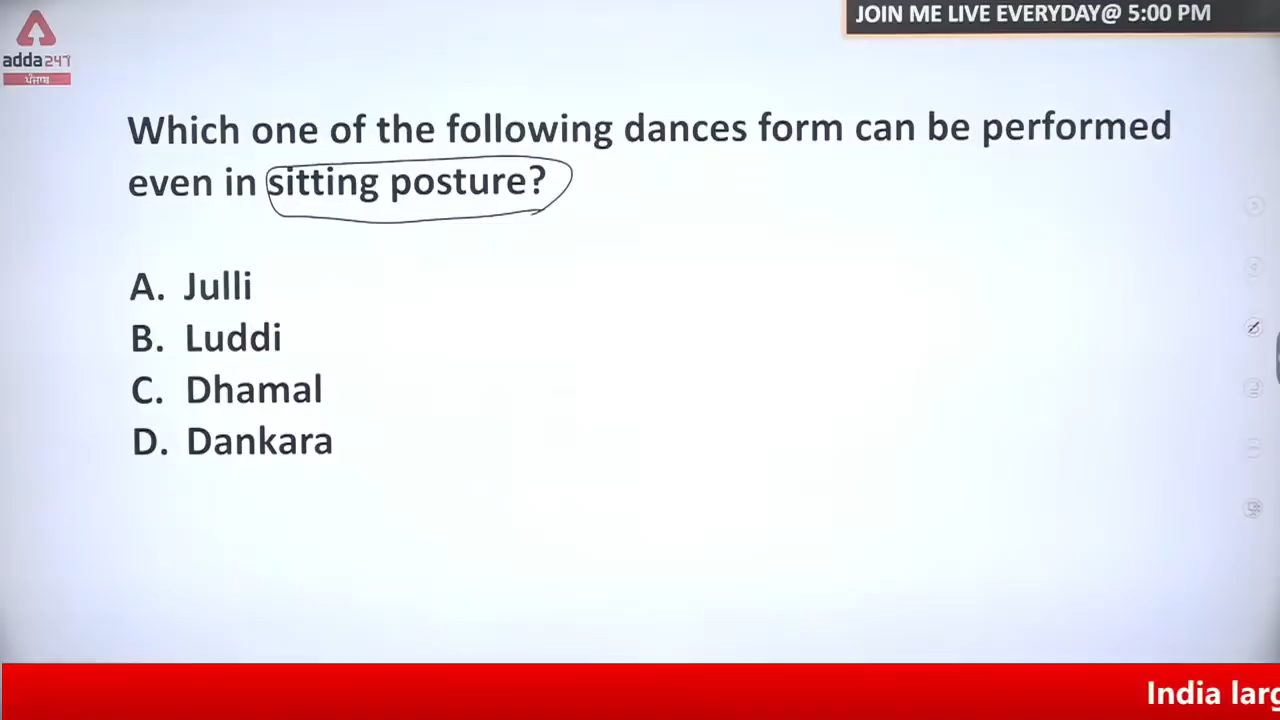 JOIN ME LIVE EVERYDAY@ 5:00 PM
adda247
ਪੰਜਾਬ
Which one of the following dances form can be performed
even in sitting posture?
A. Julli
B. Luddi
C. Dhamal
D. Dankara
India larg